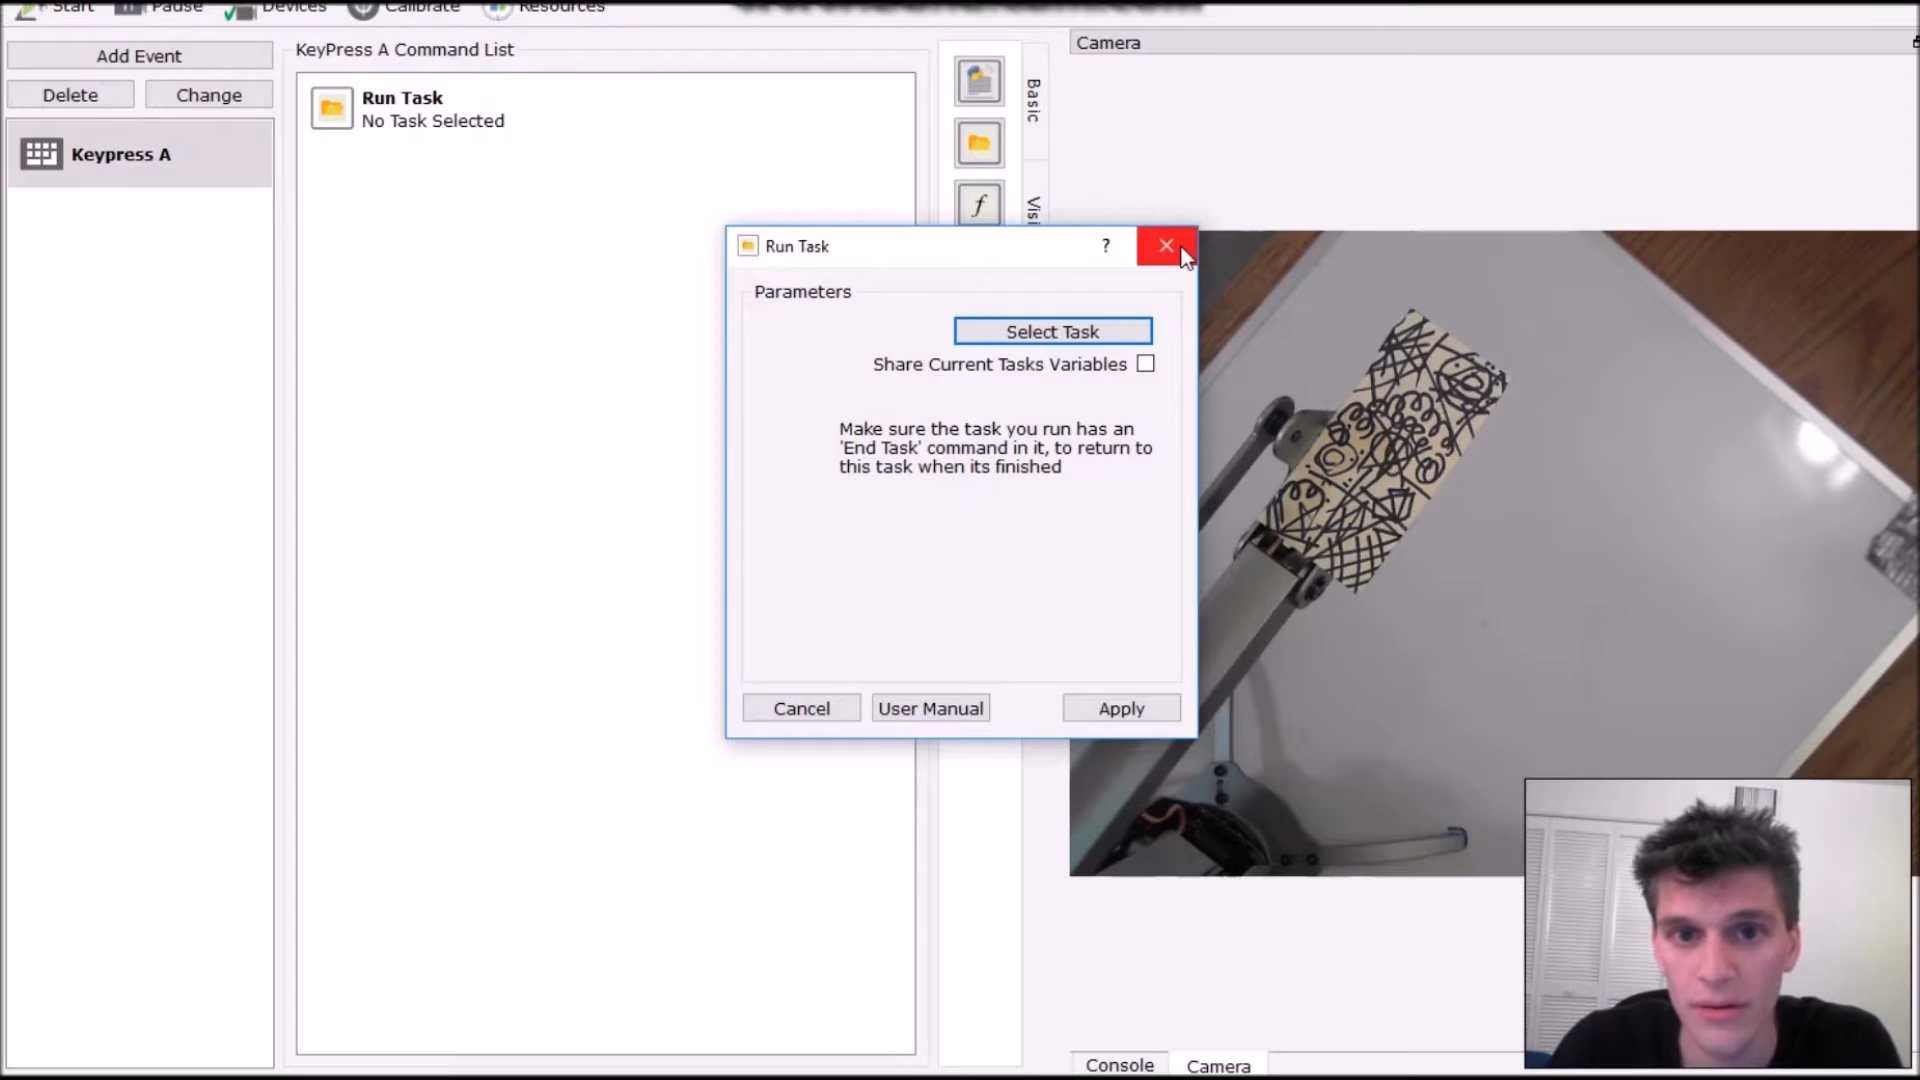 Start Pause Devices Calibrate Resources
Add Event
Delete Change
Keypress A
KeyPress A Command List
Run Task
No Task Selected
Basic
f
Visi
Camera
Run Task ?
Parameters
Select Task
Share Current Tasks Variables
Make sure the task you run has an
'End Task' command in it, to return to
this task when its finished
Cancel User Manual Apply
Console Camera